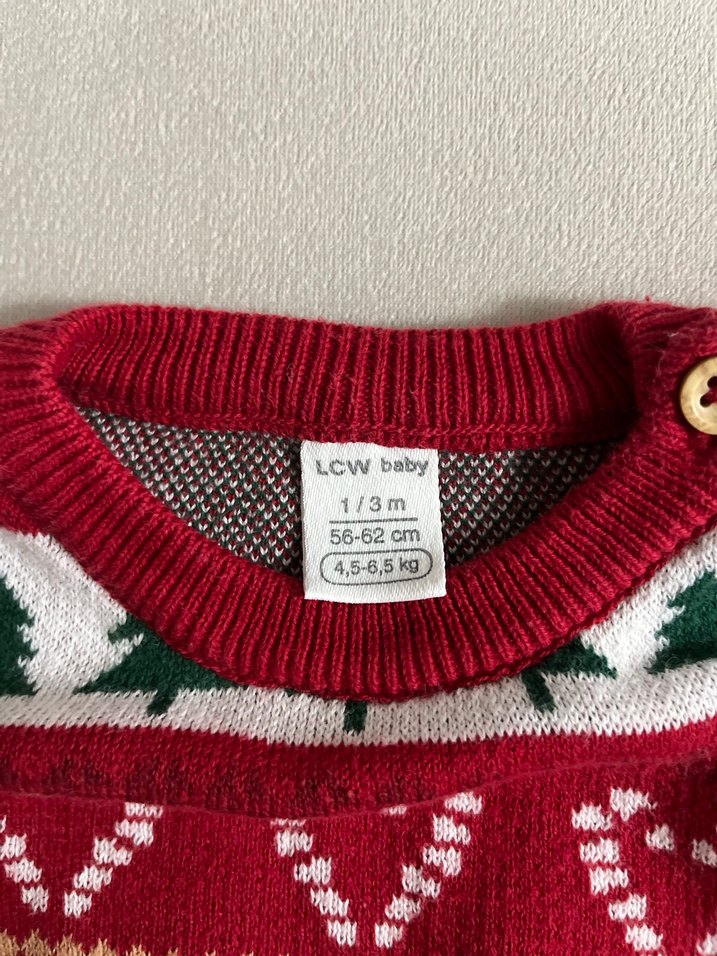 LCW baby
1 / 3 m
56-62 cm
4,5-6,5 kg